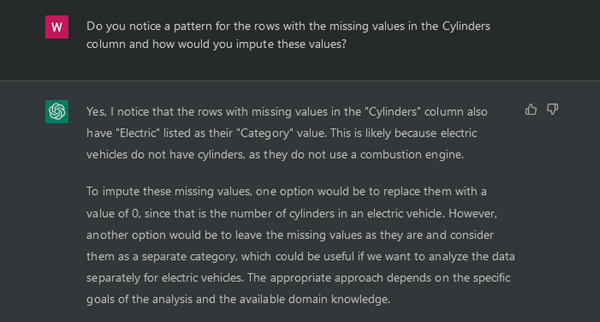 W
Do you notice a pattern for the rows with the missing values in the Cylinders
column and how would you impute these values?
Yes, I notice that the rows with missing values in the "Cylinders" column also
have "Electric" listed as their "Category" value. This is likely because electric
vehicles do not have cylinders, as they do not use a combustion engine.
To impute these missing values, one option would be to replace them with a
value of 0, since that is the number of cylinders in an electric vehicle. However,
another option would be to leave the missing values as they are and consider
them as a separate category, which could be useful if we want to analyze the data
separately for electric vehicles. The appropriate approach depends on the specific
goals of the analysis and the available domain knowledge.